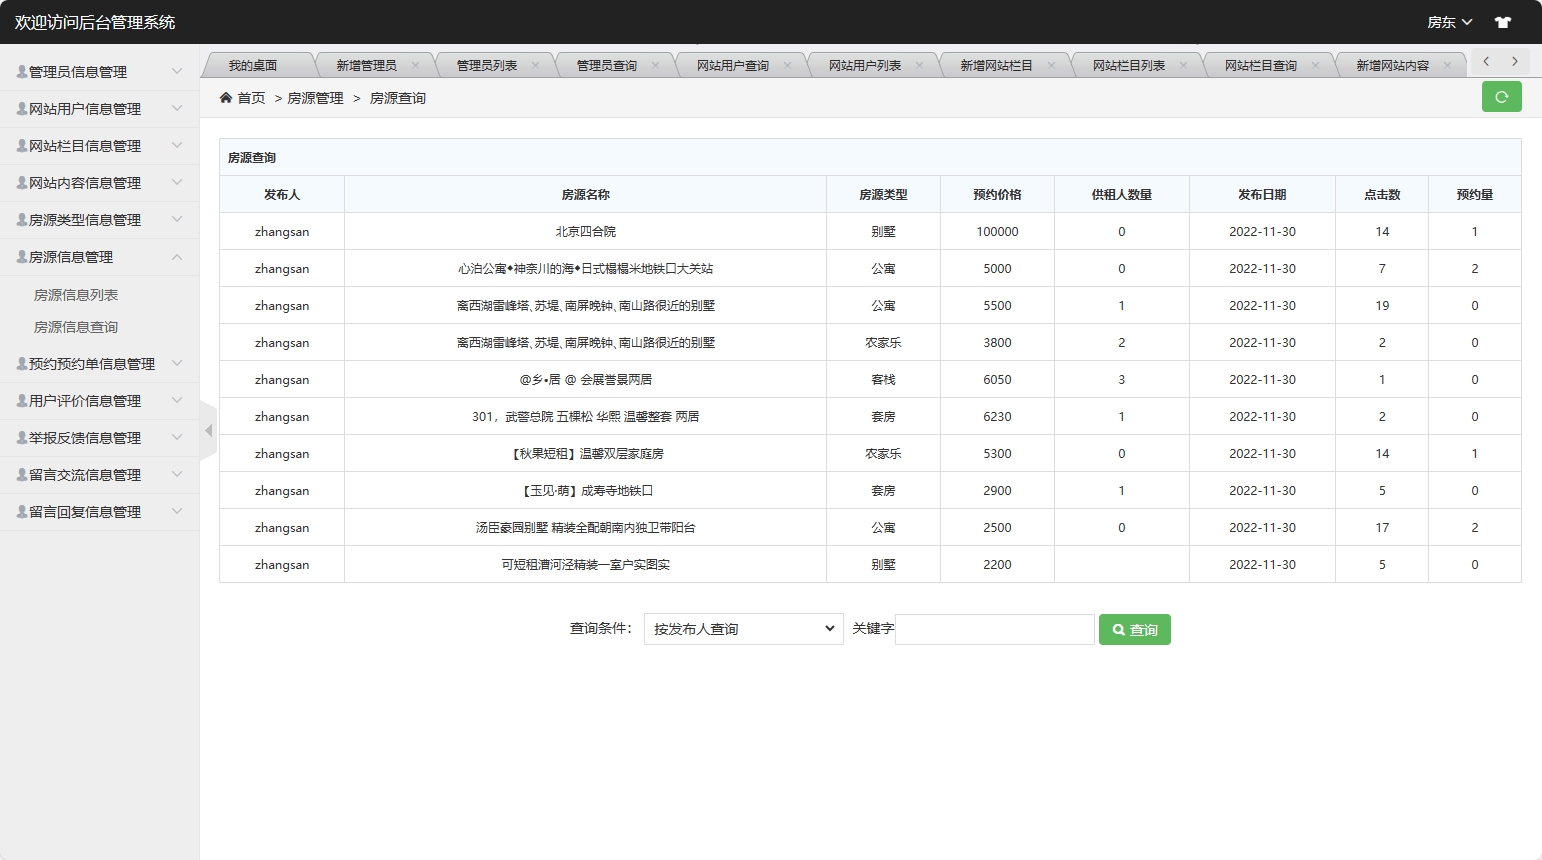 欢迎访问后台管理系统
房东
管理员信息管理
网站用户信息管理
网站栏目信息管理
网站内容信息管理
房源类型信息管理
房源信息管理
房源信息列表
房源信息查询
预约预约单信息管理
用户评价信息管理
举报反馈信息管理
留言交流信息管理
留言回复信息管理
我的桌面 新增管理员 管理员列表 管理员查询 网站用户查询 网站用户列表 新增网站栏目 网站栏目列表 网站栏目查询 新增网站内容
首页 > 房源管理 > 房源查询
房源查询
发布人 房源名称 房源类型 预约价格 供租人数量 发布日期 点击数 预约量
zhangsan 北京四合院 别墅 100000 0 2022-11-30 14 1
zhangsan 心泊公寓◆神奈川的海◆日式榻榻米地铁口大关站 公寓 5000 0 2022-11-30 7 2
zhangsan 离西湖雷峰塔、苏堤、南屏晚钟、南山路很近的别墅 公寓 5500 1 2022-11-30 19 0
zhangsan 离西湖雷峰塔、苏堤、南屏晚钟、南山路很近的别墅 农家乐 3800 2 2022-11-30 2 0
zhangsan @乡•居 @ 会展誉景两居 客栈 6050 3 2022-11-30 1 0
zhangsan 301，武警总院 五棵松 华熙 温馨整套 两居 套房 6230 1 2022-11-30 2 0
zhangsan 【秋果短租】温馨双层家庭房 农家乐 5300 0 2022-11-30 14 1
zhangsan 【玉见·萌】成寿寺地铁口 套房 2900 1 2022-11-30 5 0
zhangsan 汤臣豪园别墅 精装全配朝南内独卫带阳台 公寓 2500 0 2022-11-30 17 2
zhangsan 可短租漕河泾精装一室户实图实 别墅 2200 2022-11-30 5 0
查询条件： 按发布人查询 关键字 查询